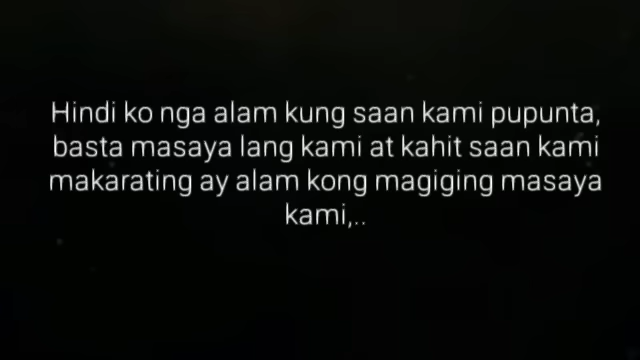 Hindi ko nga alam kung saan kami pupunta,
basta masaya lang kami at kahit saan kami
makarating ay alam kong magiging masaya
kami,..